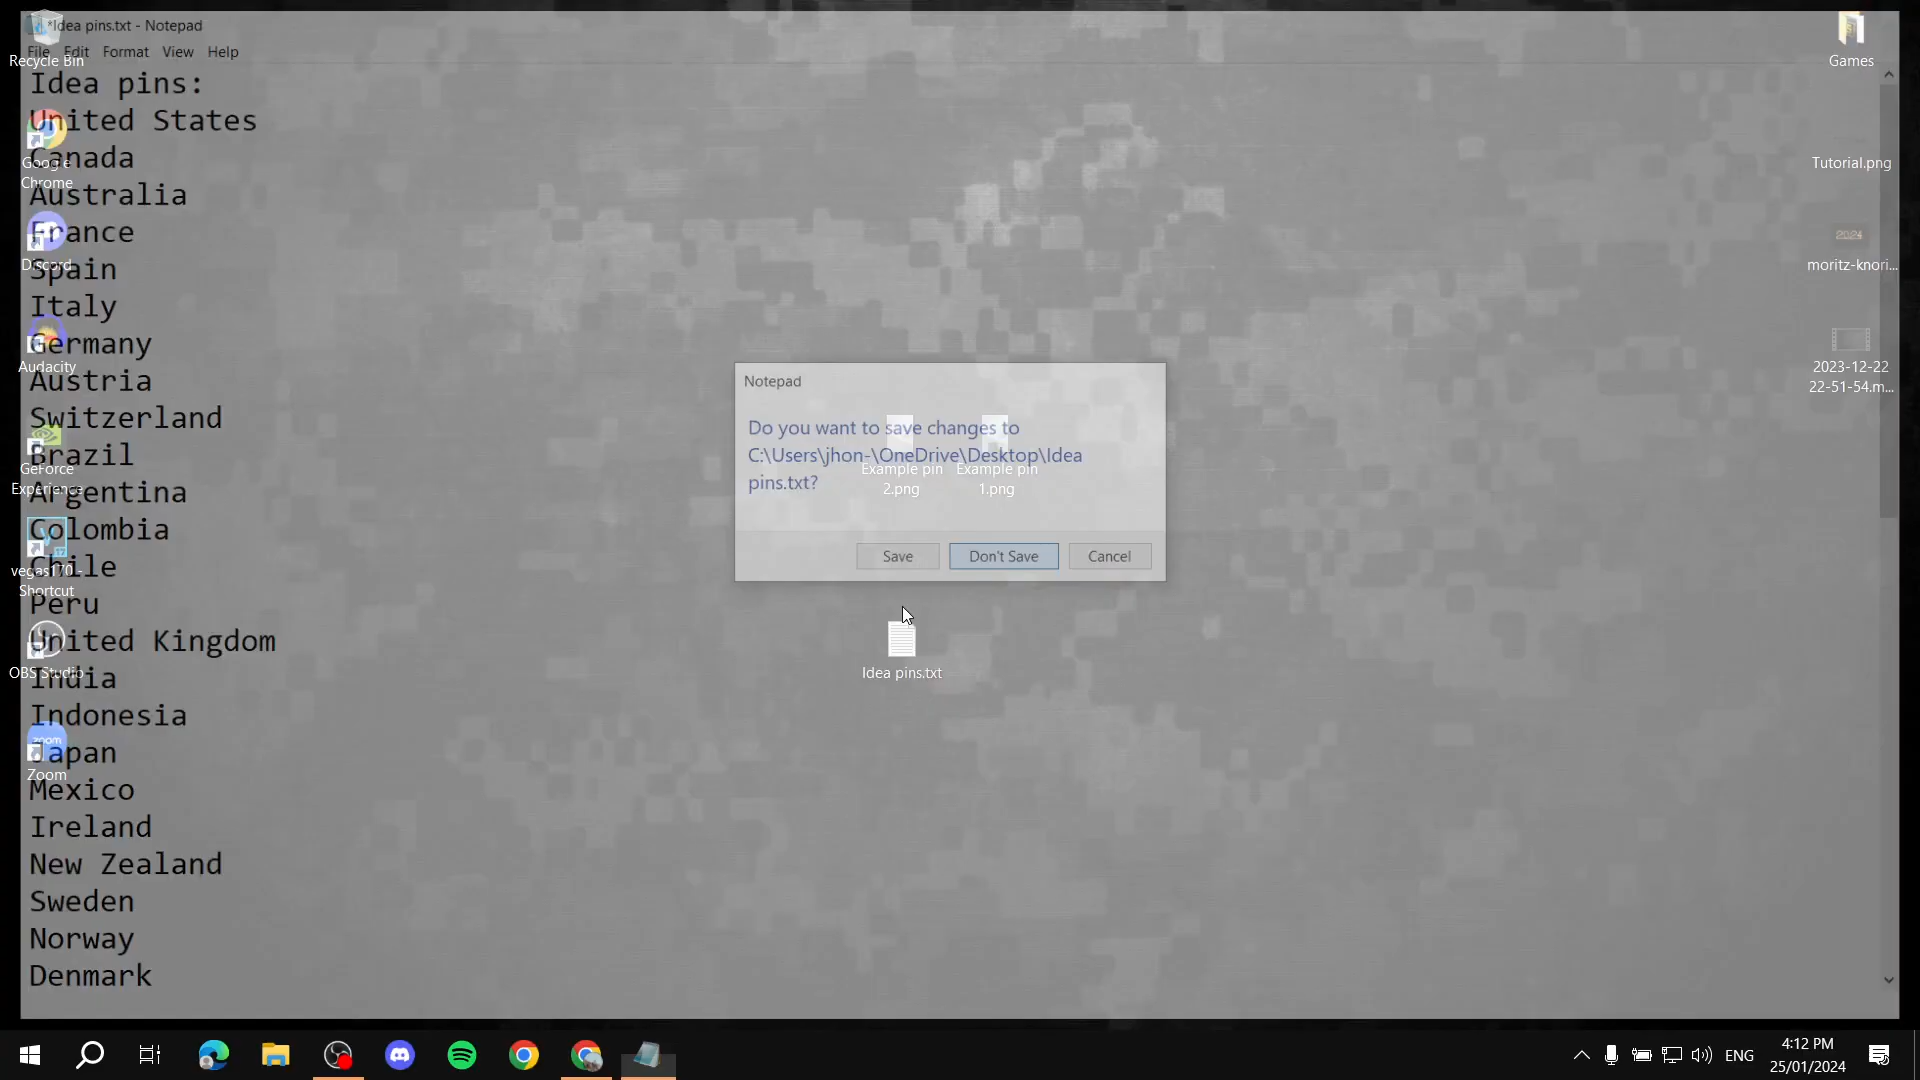 *Idea pins.txt - Notepad
File Edit Format View Help
Idea pins:
United States
Canada
Australia
France
Spain
Italy
Germany
Austria
Switzerland
Brazil
Argentina
Colombia
Chile
Peru
United Kingdom
India
Indonesia
Japan
Mexico
Ireland
New Zealand
Sweden
Norway
Denmark
Recycle Bin
Google
Chrome
Discord
Audacity
GeForce
Experience
vegas170 -
Shortcut
OBS Studio
zoom
Zoom
Notepad
Do you want to save changes to
C:\Users\jhon-\OneDrive\Desktop\Idea
pins.txt?
Save Don't Save Cancel
Example pin
2.png
Example pin
1.png
Idea pins.txt
Games
Tutorial.png
2024
moritz-knori...
2023-12-22
22-51-54.m...
ENG
4:12 PM
25/01/2024